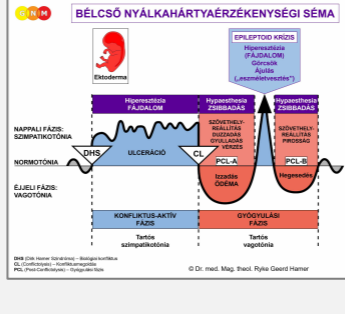 GNM
BÉLCSŐ NYÁLKAHÁRTYAÉRZÉKENYSÉGI SÉMA
Ektoderma
EPILEPTOID KRÍZIS
Hiperesztézia
(FÁJDALOM)
Görcsök
Ájulás
(„eszméletvesztés")
Hiperesztézia
FÁJDALOM
Hypaesthesia
ZSIBBADÁS
Hypaesthesia
ZSIBBADÁS
NAPPALI FÁZIS:
SZIMPATIKOTÓNIA
NORMOTÓNIA
ÉJJELI FÁZIS:
VAGOTÓNIA
DHS
ULCERÁCIÓ
CL
SZÖVETHELY-
REÁLLÍTÁS
DUZZADÁS
GYULLADÁS
VÉRZÉS
PCL-A
Izzadás
ÖDÉMA
SZÖVETHELY-
REÁLLÍTÁS
PIROSSÁG
PCL-B
Hegesedés
KONFLIKTUS-AKTÍV
FÁZIS
GYÓGYULÁSI
FÁZIS
Tartós
szimpatikotónia
Tartós
vagotónia
DHS (Dirk Hamer Szindróma) – Biológiai konfliktus
CL (Conflictolysis) – Konfliktusmegoldás
PCL (Post-Conflictolysis) – Gyógyulási fázis
© Dr. med. Mag. theol. Ryke Geerd Hamer